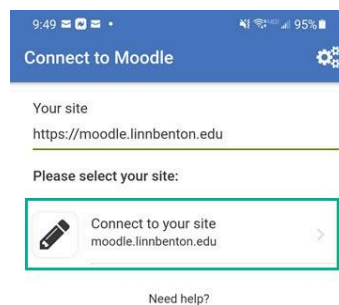 9:49
95%
Connect to Moodle
Your site
https://moodle.linnbenton.edu
Please select your site:
Connect to your site
moodle.linnbenton.edu
Need help?